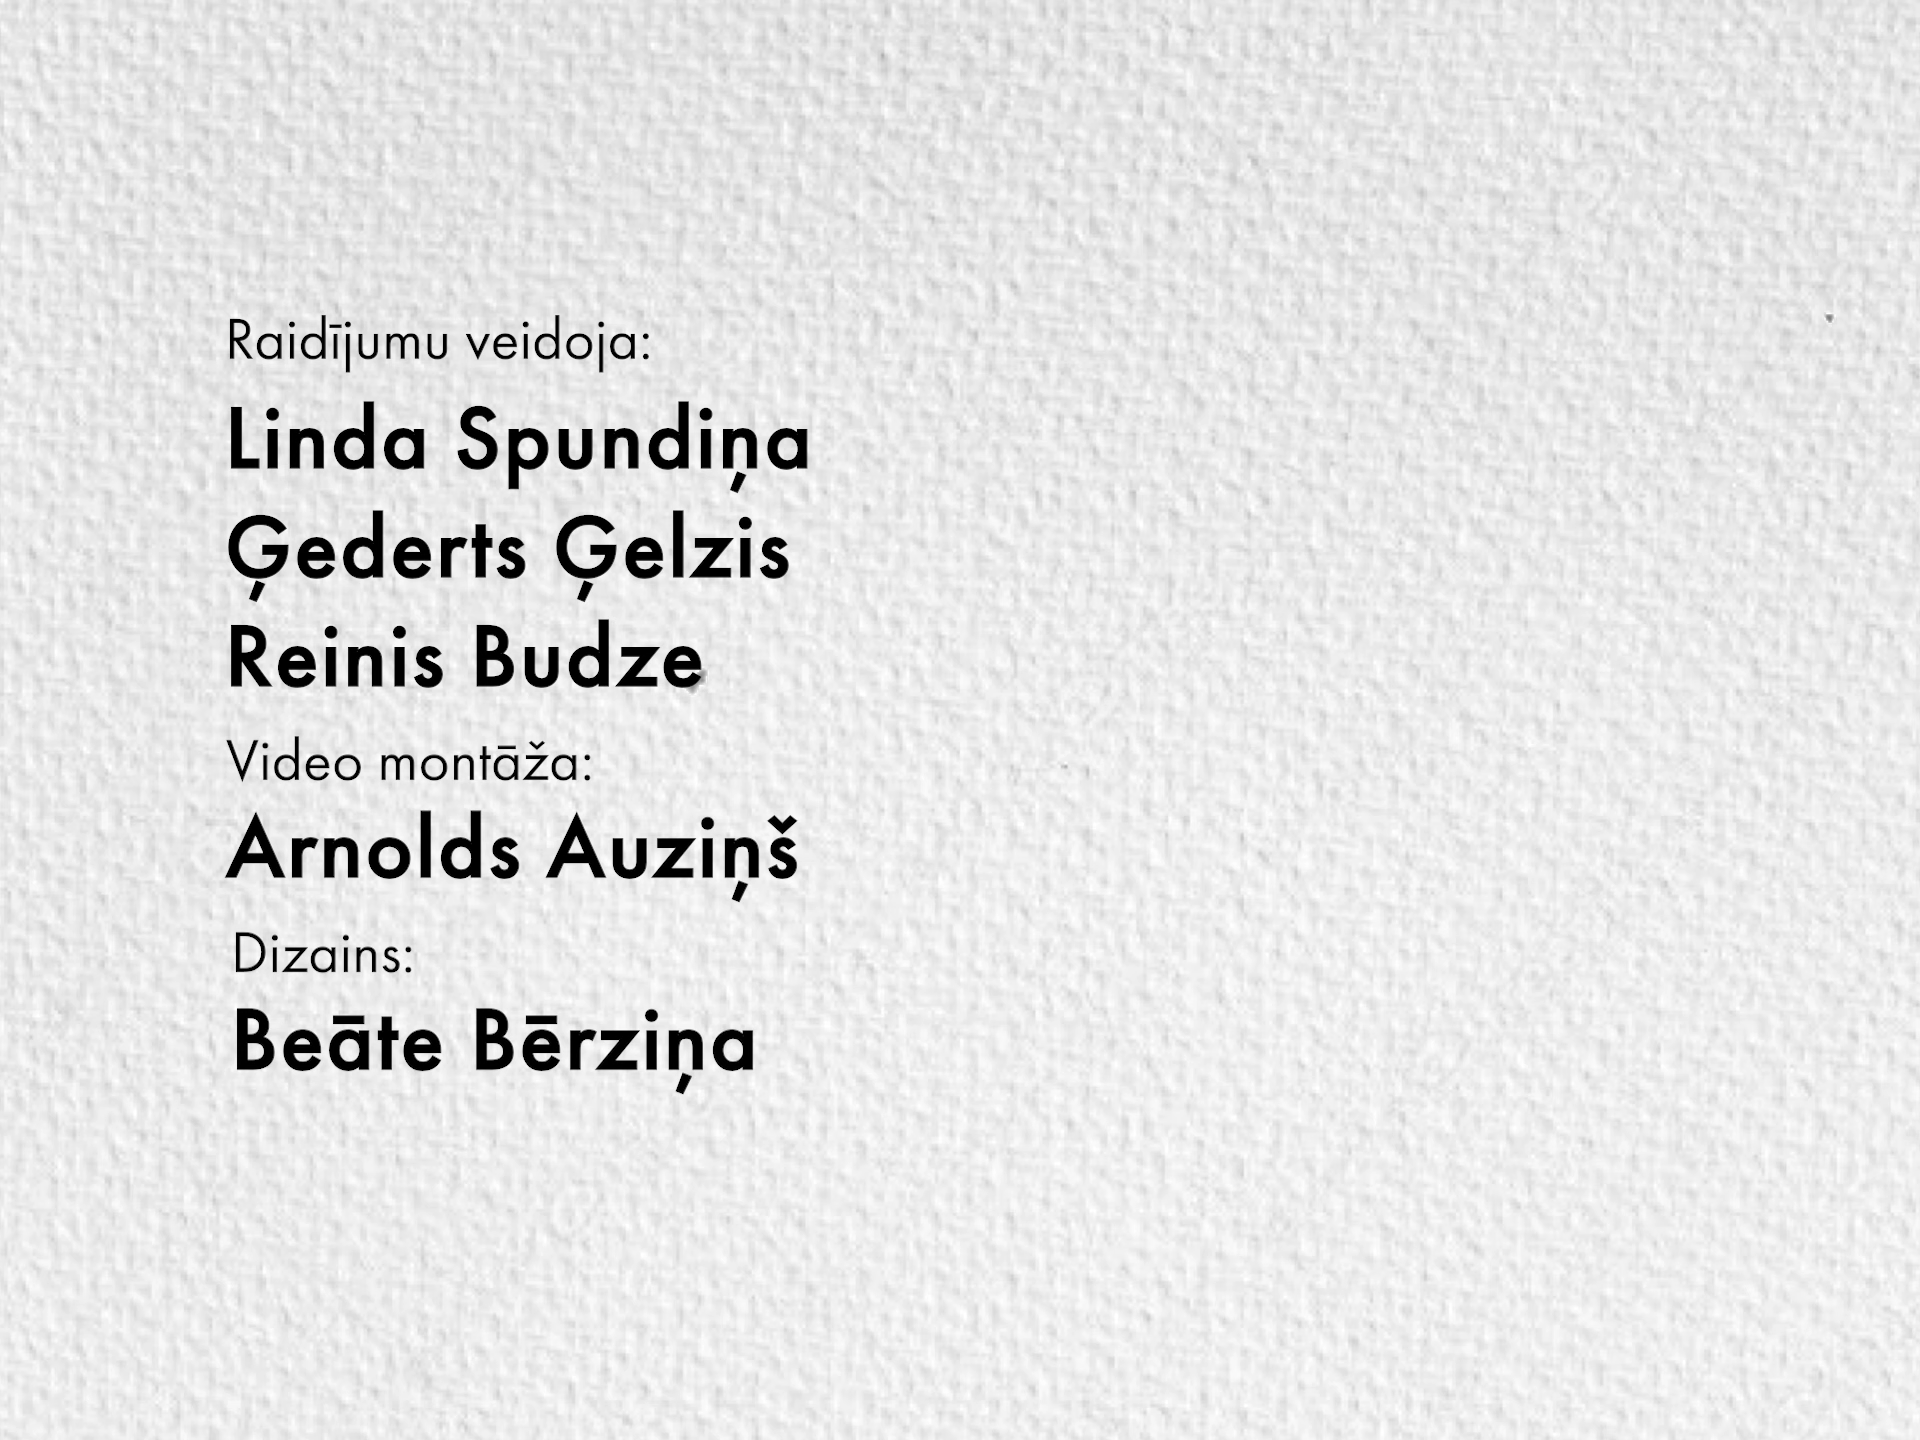 Raidījumu veidoja:
Linda Spundiņa
Ģederts Ģelzis
Reinis Budze
Video montāža:
Arnolds Auziņš
Dizains:
Beāte Bērziņa